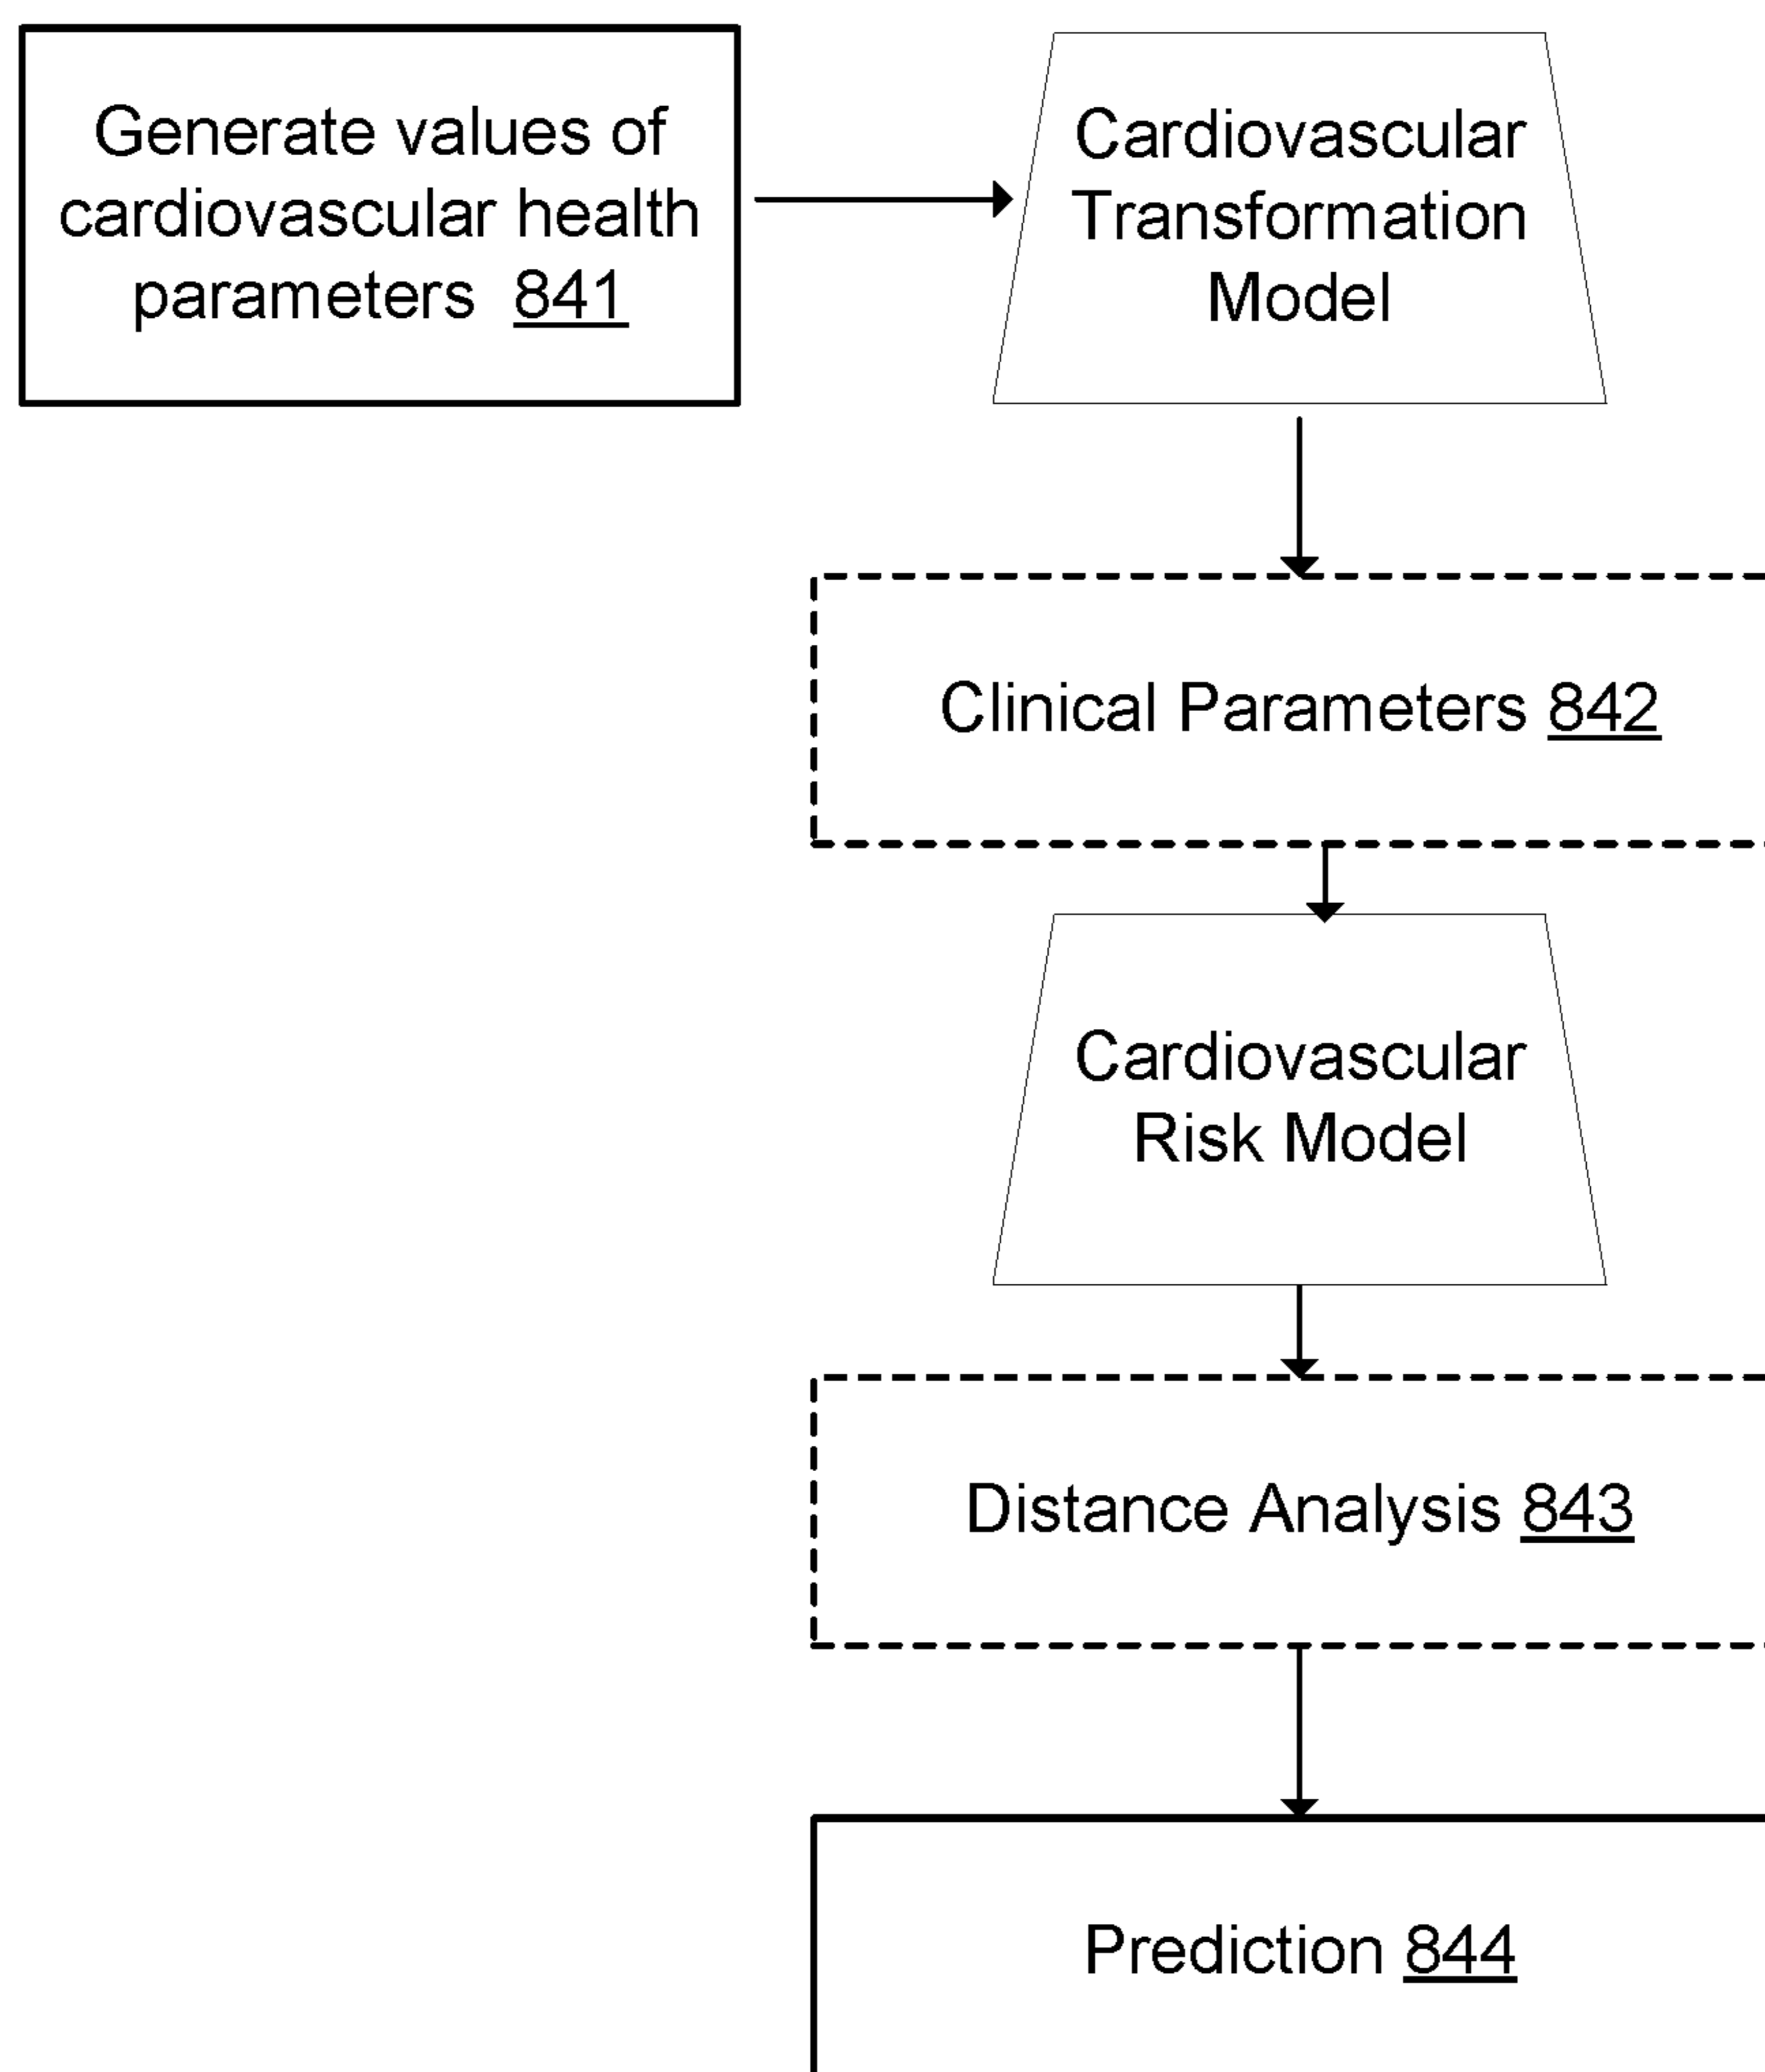 Generate values of
cardiovascular health
parameters 841
Cardiovascular
Transformation
Model
Clinical Parameters 842
Cardiovascular
Risk Model
Distance Analysis 843
Prediction 844